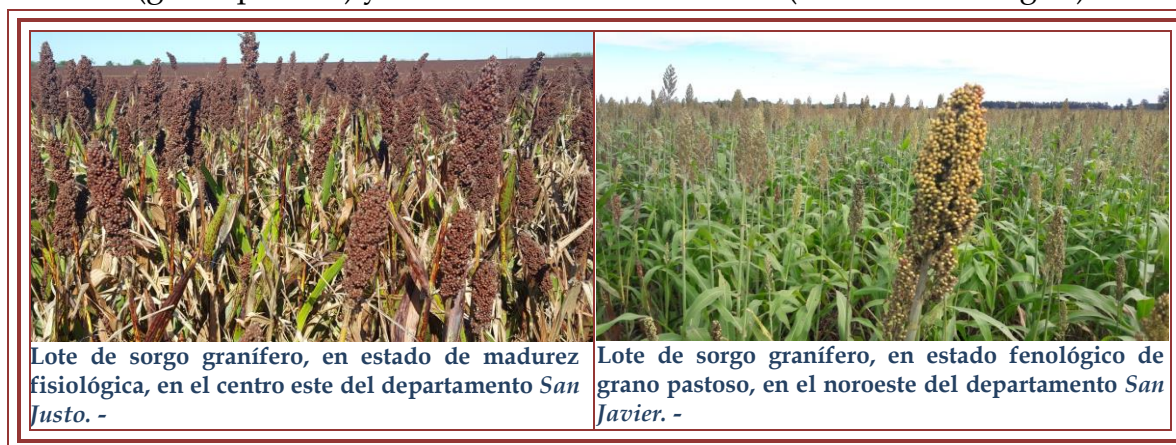 Lote de sorgo granífero, en estado de madurez
fisiológica, en el centro este del departamento San
Justo. -
Lote de sorgo granífero, en estado fenológico de
grano pastoso, en el noroeste del departamento San
Javier. -